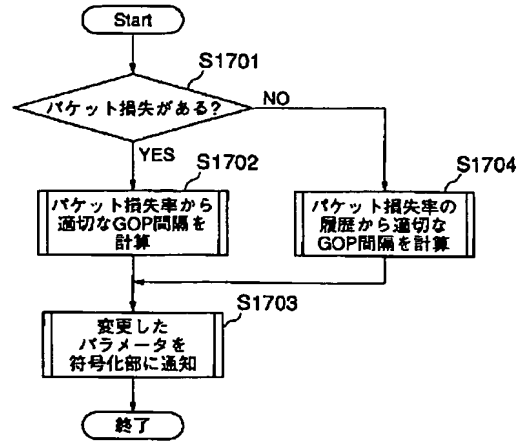 Start
S1701
パケット損失がある?
NO
YES
S1702
パケット損失率から
適切なGOP間隔を
計算
S1704
パケット損失率の
履歴から適切な
GOP間隔を計算
S1703
変更した
パラメータを
符号化部に通知
終了